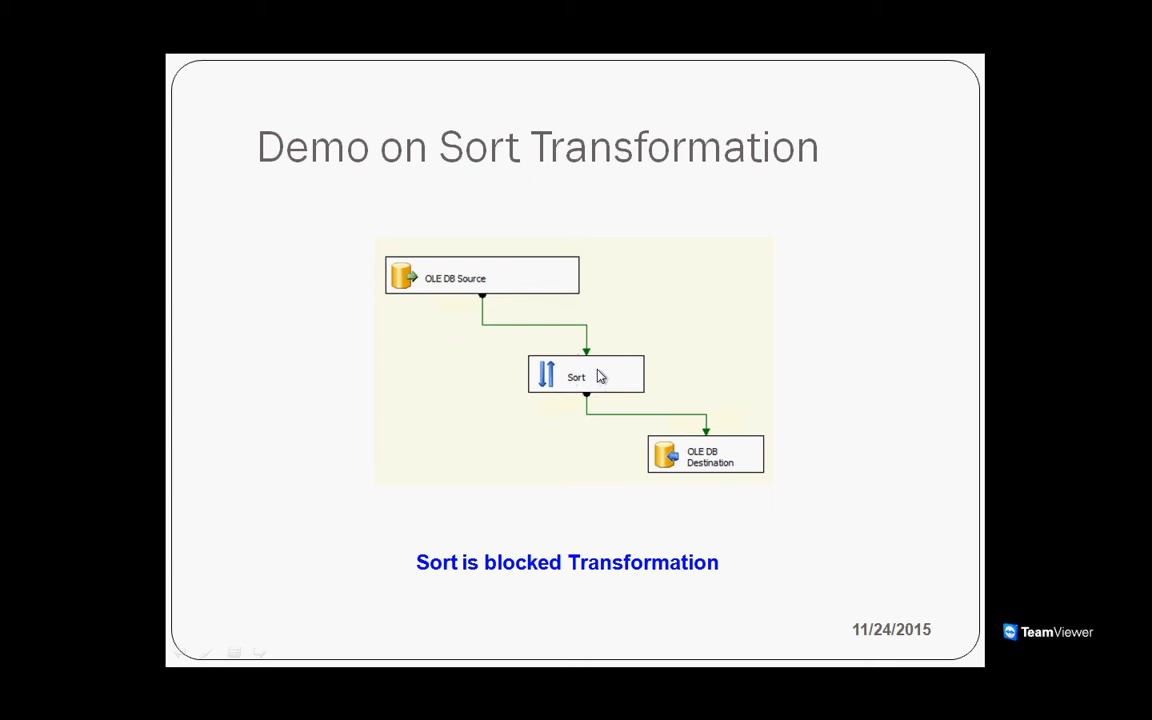 Demo on Sort Transformation
OLE DB Source
Sort
OLE DB
Destination
Sort is blocked Transformation
11/24/2015
TeamViewer